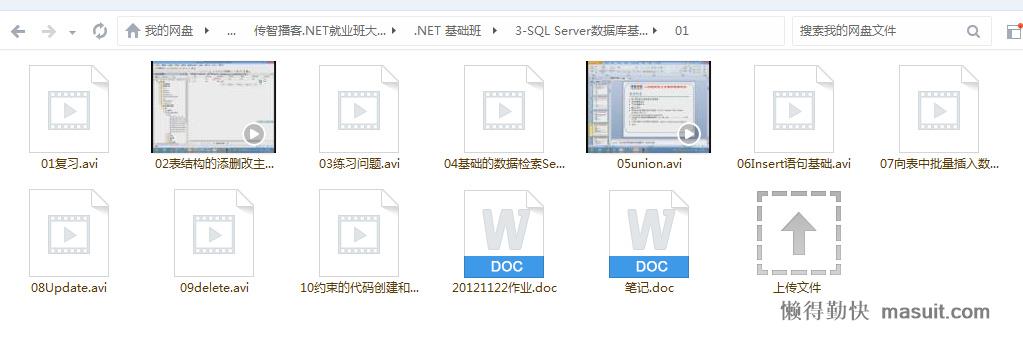 我的网盘 ... 传智播客.NET就业班大... .NET 基础班 3-SQL Server数据库基... 01 搜索我的网盘文件
01复习.avi 02表结构的添删改主... 03练习问题.avi 04基础的数据检索Se... 05union.avi 06Insert语句基础.avi 07向表中批量插入数...
W DOC W DOC
08Update.avi 09delete.avi 10约束的代码创建和... 20121122作业.doc 笔记.doc 上传文件
懒得勤快 masuit.com